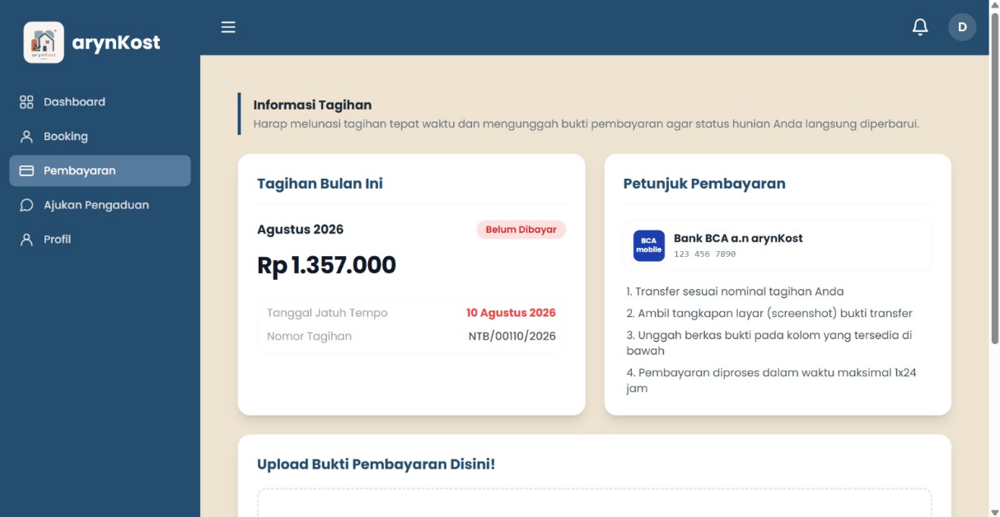 arynKost
arynKost
D
Dashboard
Booking
Pembayaran
Ajukan Pengaduan
Profil
Informasi Tagihan
Harap melunasi tagihan tepat waktu dan mengunggah bukti pembayaran agar status hunian Anda langsung diperbarui.
Tagihan Bulan Ini
Agustus 2026
Belum Dibayar
Rp 1.357.000
Tanggal Jatuh Tempo
10 Agustus 2026
Nomor Tagihan
NTB/00110/2026
Petunjuk Pembayaran
BCA
mobile
Bank BCA a.n arynKost
123 456 7890
1. Transfer sesuai nominal tagihan Anda
2. Ambil tangkapan layar (screenshot) bukti transfer
3. Unggah berkas bukti pada kolom yang tersedia di
bawah
4. Pembayaran diproses dalam waktu maksimal 1x24
jam
Upload Bukti Pembayaran Disini!